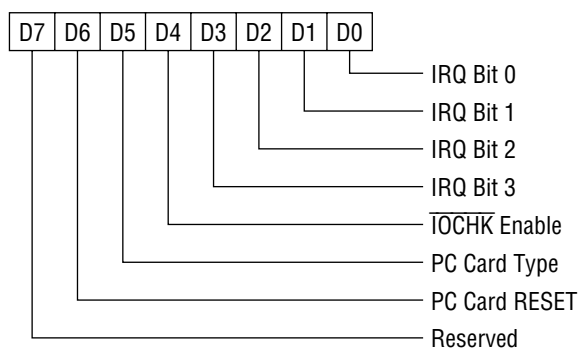 D7 D6 D5 D4 D3 D2 D1 D0
IRQ Bit 0
IRQ Bit 1
IRQ Bit 2
IRQ Bit 3
I̅O̅C̅H̅K̅ Enable
PC Card Type
PC Card RESET
Reserved